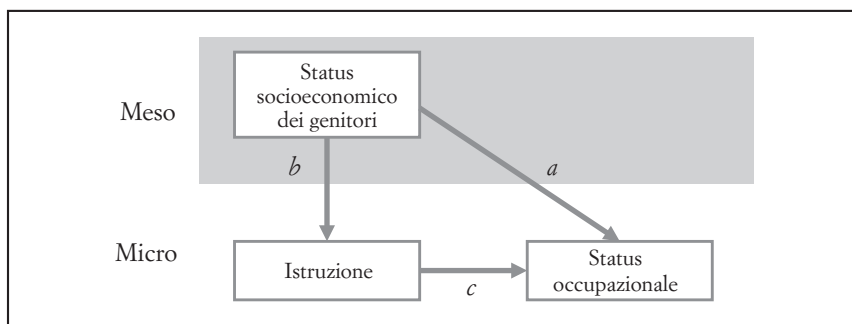 Meso
Status
socioeconomico
dei genitori
b
a
Micro
Istruzione
c
Status
occupazionale